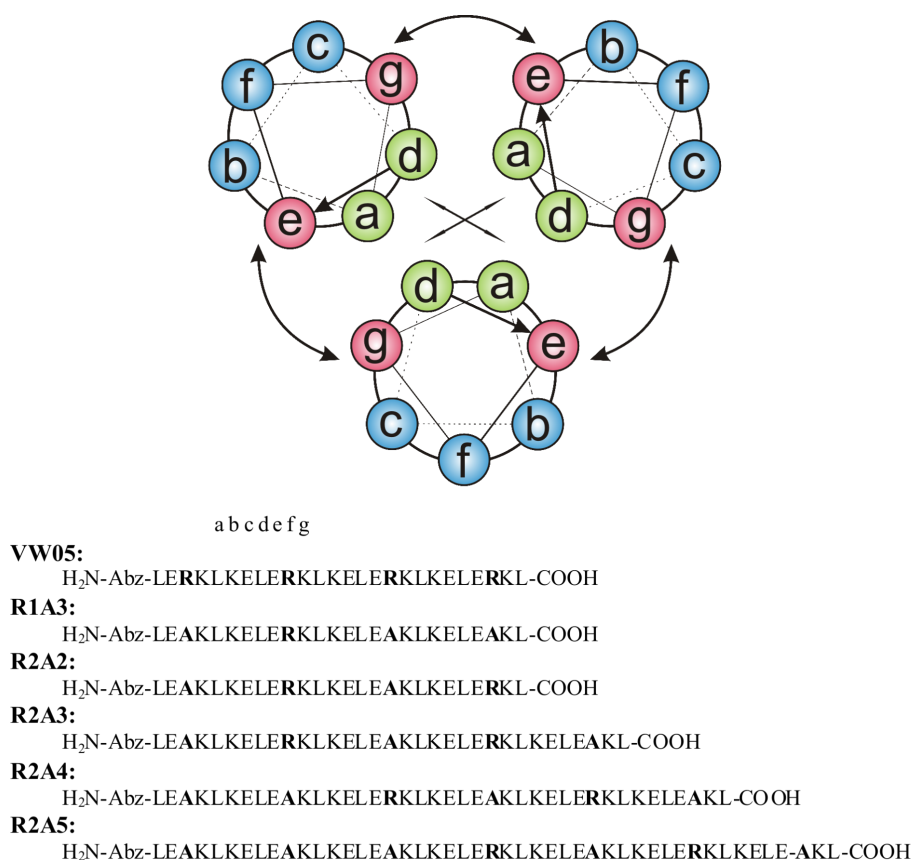 c
g
f
d
b
a
e
b
e
f
a
c
d
g
d a
g e
c b
f
a b c d e f g
VW05:
H₂N-Abz-LERKLKELERKLKELERKLKELERKL-COOH
R1A3:
H₂N-Abz-LEAKLKELERKLKELEAKLKELEAKL-COOH
R2A2:
H₂N-Abz-LEAKLKELERKLKELEAKLKELERKL-COOH
R2A3:
H₂N-Abz-LEAKLKELERKLKELEAKLKELERKLKELEAKL-COOH
R2A4:
H₂N-Abz-LEAKLKELEAKLKELERKLKELEAKLKELERKLKELEAKL-COOH
R2A5:
H₂N-Abz-LEAKLKELEAKLKELEAKLKELERKLKELEAKLKELERKLKELE-AKL-COOH